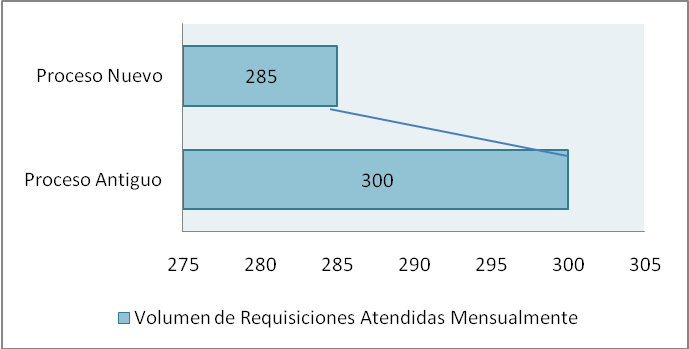 Proceso Nuevo
285
Proceso Antiguo
300
275 280 285 290 295 300 305
Volumen de Requisiciones Atendidas Mensualmente